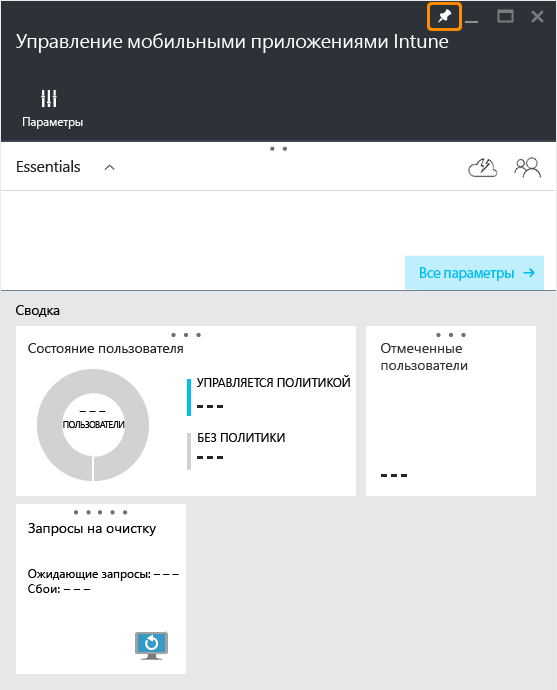 Управление мобильными приложениями Intune
Параметры
Essentials
Все параметры
Сводка
Состояние пользователя
– – –
ПОЛЬЗОВАТЕЛИ
УПРАВЛЯЕТСЯ ПОЛИТИКОЙ
– – –
БЕЗ ПОЛИТИКИ
– – –
Отмеченные
пользователи
– – –
Запросы на очистку
Ожидающие запросы: – – –
Сбои: – – –